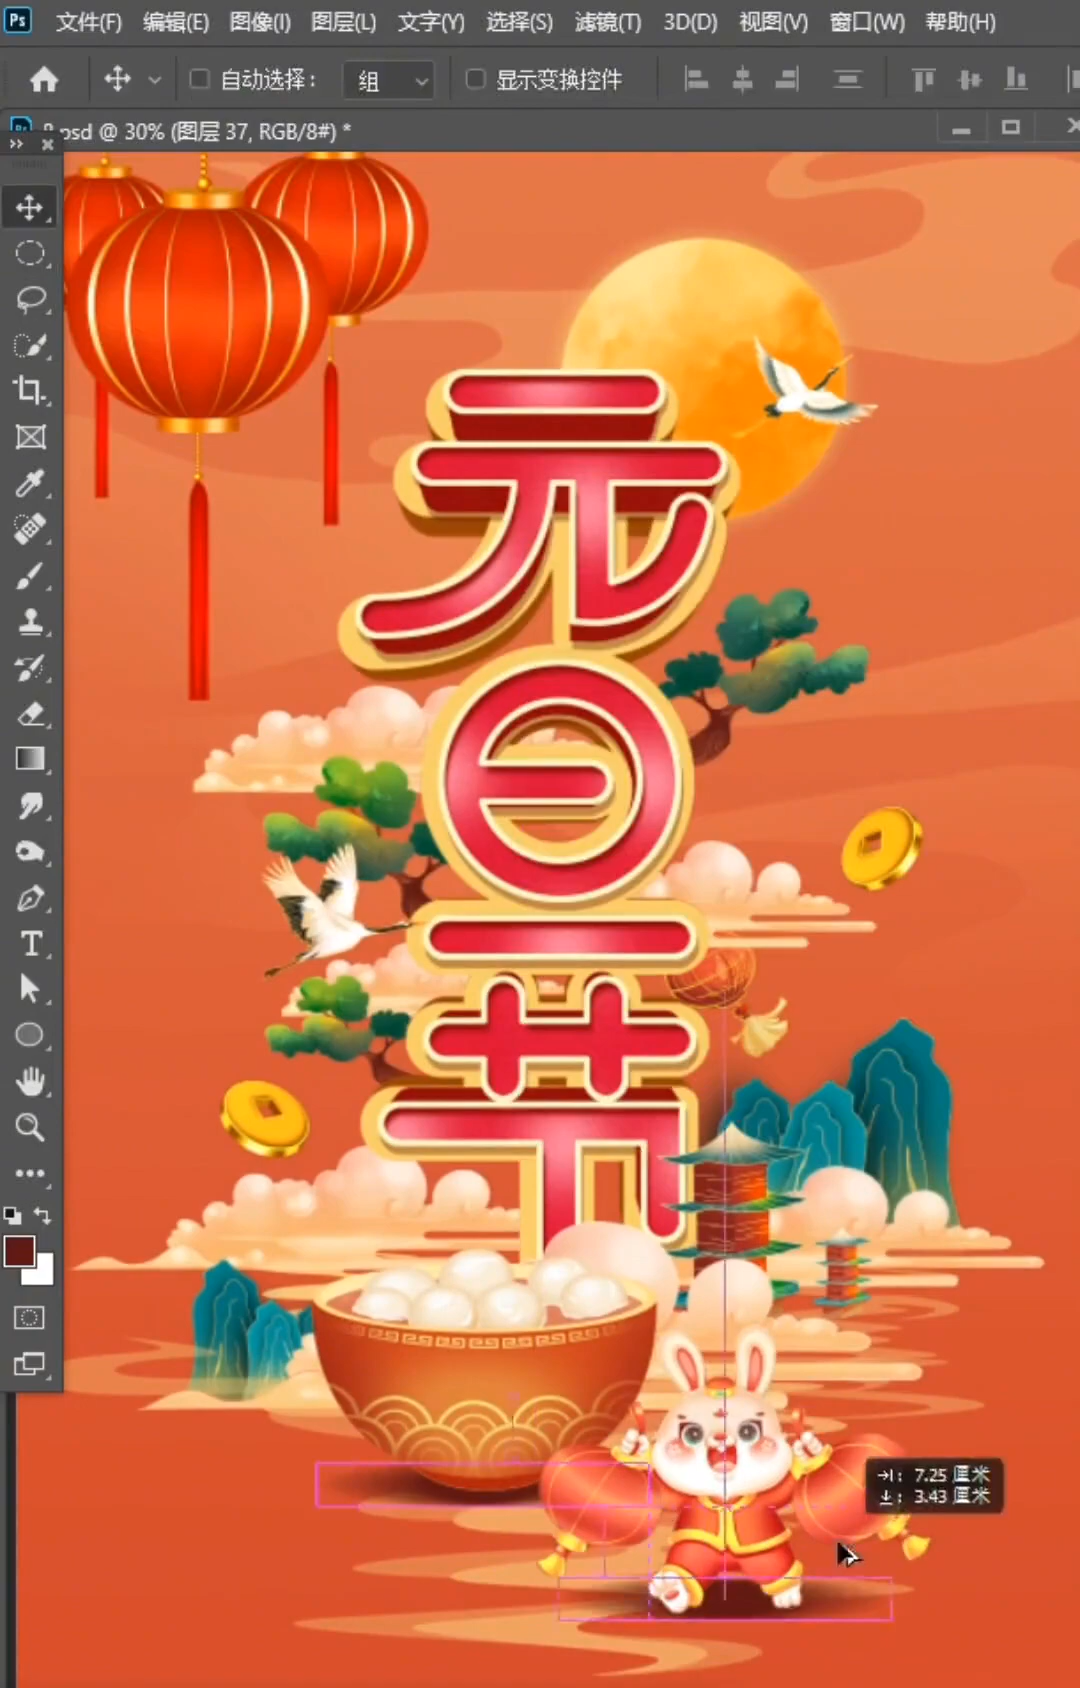 Ps 文件(F) 编辑(E) 图像(I) 图层(L) 文字(Y) 选择(S) 滤镜(T) 3D(D) 视图(V) 窗口(W) 帮助(H)
自动选择： 组 显示变换控件
.psd @ 30% (图层 37, RGB/8#) *
元
旦
节
: 7.25 厘米
: 3.43 厘米